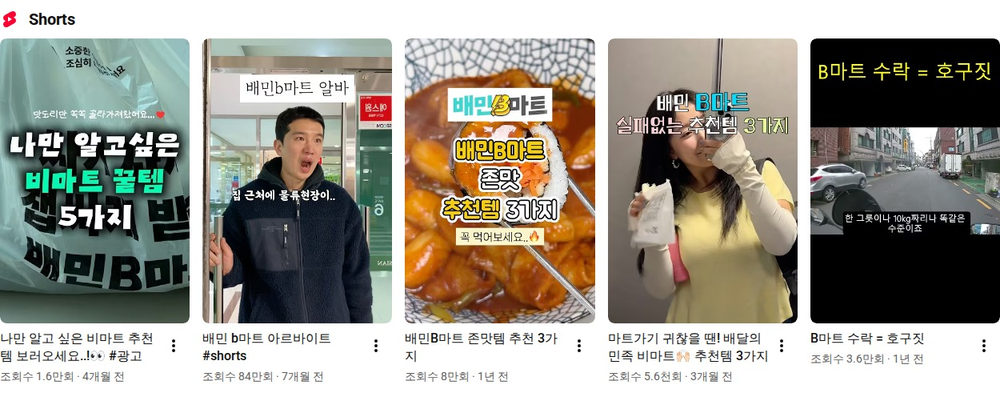 Shorts
소중한
조심히
맛도리만 쏙쏙 골라가져왔어요...❤️
나만 알고싶은
비마트 꿀템
5가지
배민B마
나만 알고 싶은 비마트 추천
템 보러오세요..!👀 #광고
조회수 1.6만회 · 4개월 전
배민b마트 알바
집 근처에 물류현장이..
배민 b마트 아르바이트
#shorts
조회수 84만회 · 7개월 전
배민B마트
배민B마트
존맛
추천템 3가지
꼭 먹어보세요..🔥
배민B마트 존맛템 추천 3가
지
조회수 8만회 · 1년 전
배민 B마트
실패없는 추천템 3가지
마트가기 귀찮을 땐! 배달의
민족 비마트🙌🏻 추천템 3가지
조회수 5.6천회 · 3개월 전
B마트 수락 = 호구짓
한 그릇이나 10kg짜리나 똑같은
수준이죠
B마트 수락 = 호구짓
조회수 3.6만회 · 1년 전